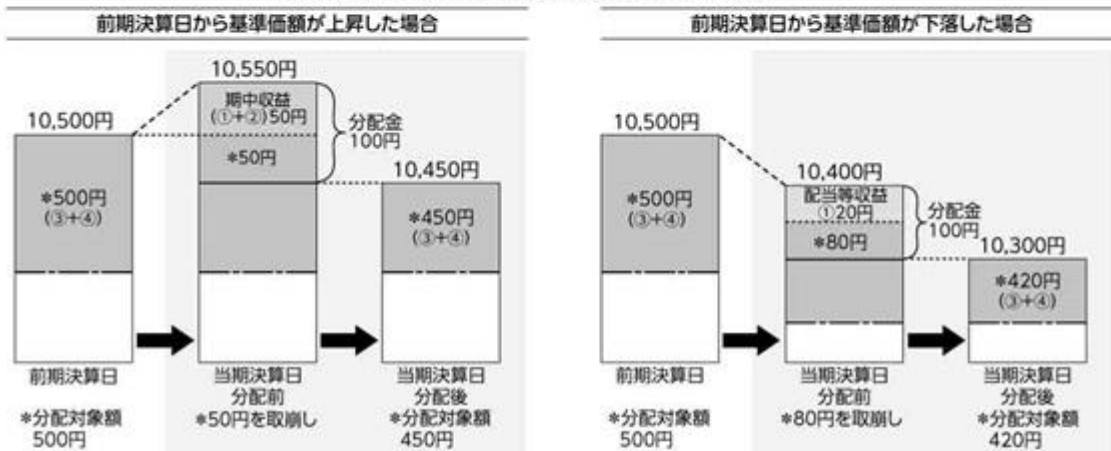 前期決算日から基準価額が上昇した場合
10,550円
期中収益
(①+②)50円
10,500円
分配金
100円
*50円
10,450円
*500円
(③+④)
*450円
(③+④)
前期決算日
当期決算日
分配前
当期決算日
分配後
*分配対象額
500円
*50円を取崩し
*分配対象額
450円
前期決算日から基準価額が下落した場合
10,500円
10,400円
配当等収益
①20円
分配金
100円
*500円
(③+④)
*80円
10,300円
*420円
(③+④)
前期決算日
当期決算日
分配前
当期決算日
分配後
*分配対象額
500円
*80円を取崩し
*分配対象額
420円